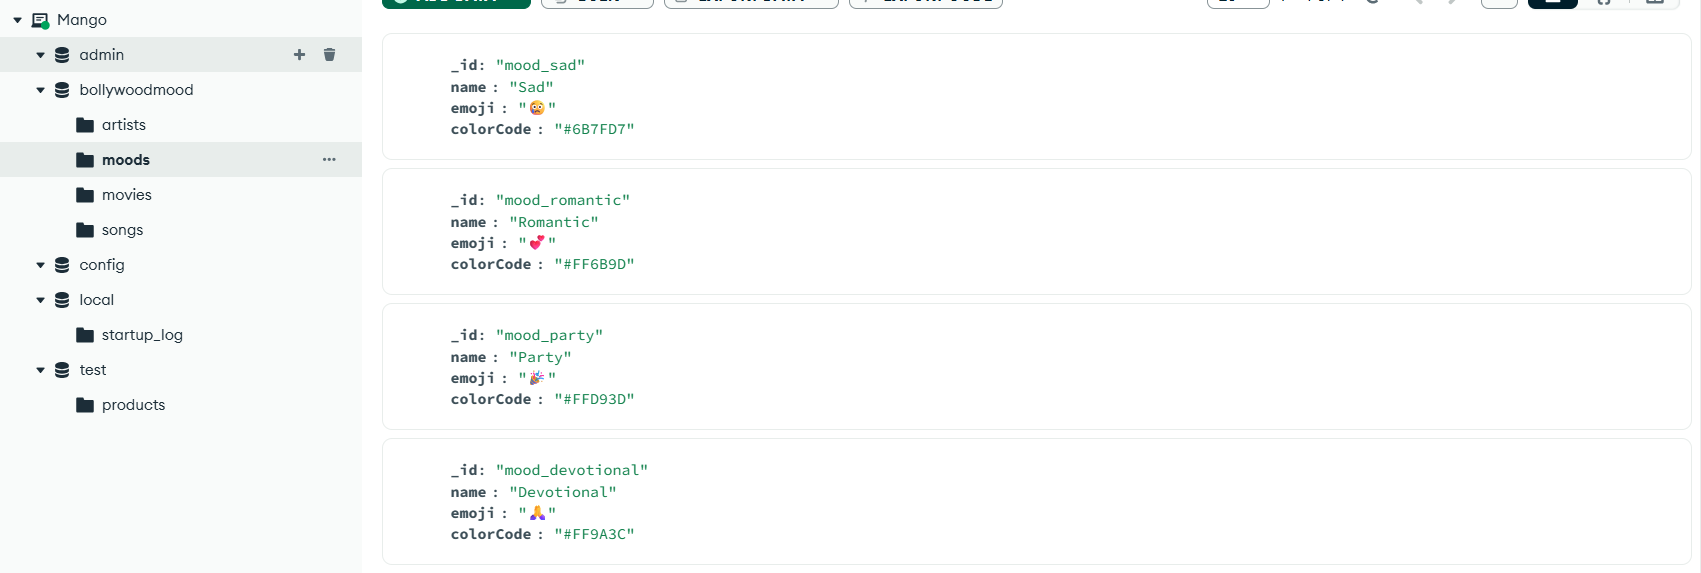 Mango
admin
bollywoodmood
artists
moods
movies
songs
config
local
startup_log
test
products
_id: "mood_sad"
name : "Sad"
emoji : "😢"
colorCode : "#6B7FD7"
_id: "mood_romantic"
name : "Romantic"
emoji : "💕"
colorCode : "#FF6B9D"
_id: "mood_party"
name : "Party"
emoji : "🎉"
colorCode : "#FFD93D"
_id: "mood_devotional"
name : "Devotional"
emoji : "🙏"
colorCode : "#FF9A3C"